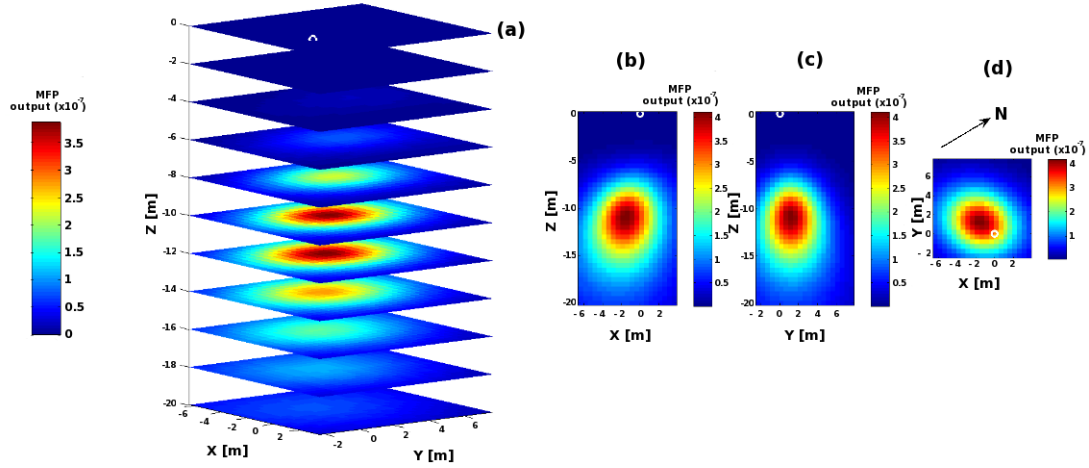 (a)
MFP
output (x10⁻⁷)
3.5
3
2.5
2
1.5
1
0.5
0
Z [m]
0
-2
-4
-6
-8
-10
-12
-14
-16
-18
-20
-6
-4
-2
0
2
X [m]
-2
0
2
4
6
Y [m]
(b)
MFP
output (x10⁻⁷)
4
3.5
3
2.5
2
1.5
1
0.5
Z [m]
0
-5
-10
-15
-20
-6 -4 -2 0 2
X [m]
(c)
MFP
output (x10⁻⁷)
4
3.5
3
2.5
2
1.5
1
0.5
Z [m]
0
-5
-10
-15
-20
-2 0 2 4 6
Y [m]
(d)
N
MFP
output (x10⁻⁷)
4
3
2
1
Y [m]
6
4
2
0
-
-6 -4 -2 0 2
X [m]